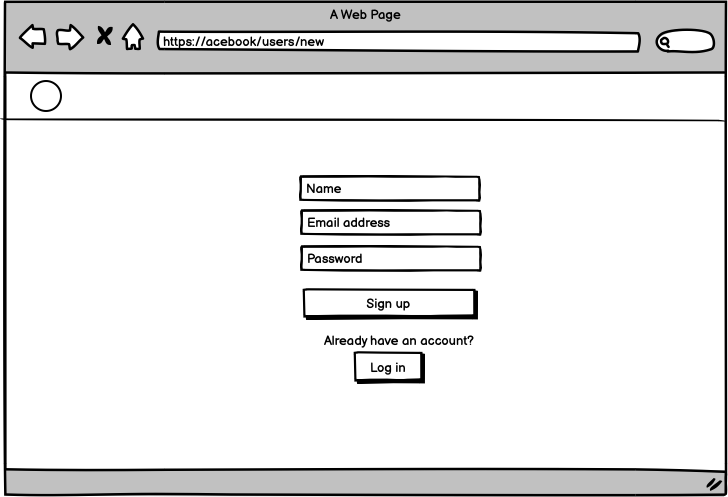 A Web Page
https://acebook/users/new
Name
Email address
Password
Sign up
Already have an account?
Log in